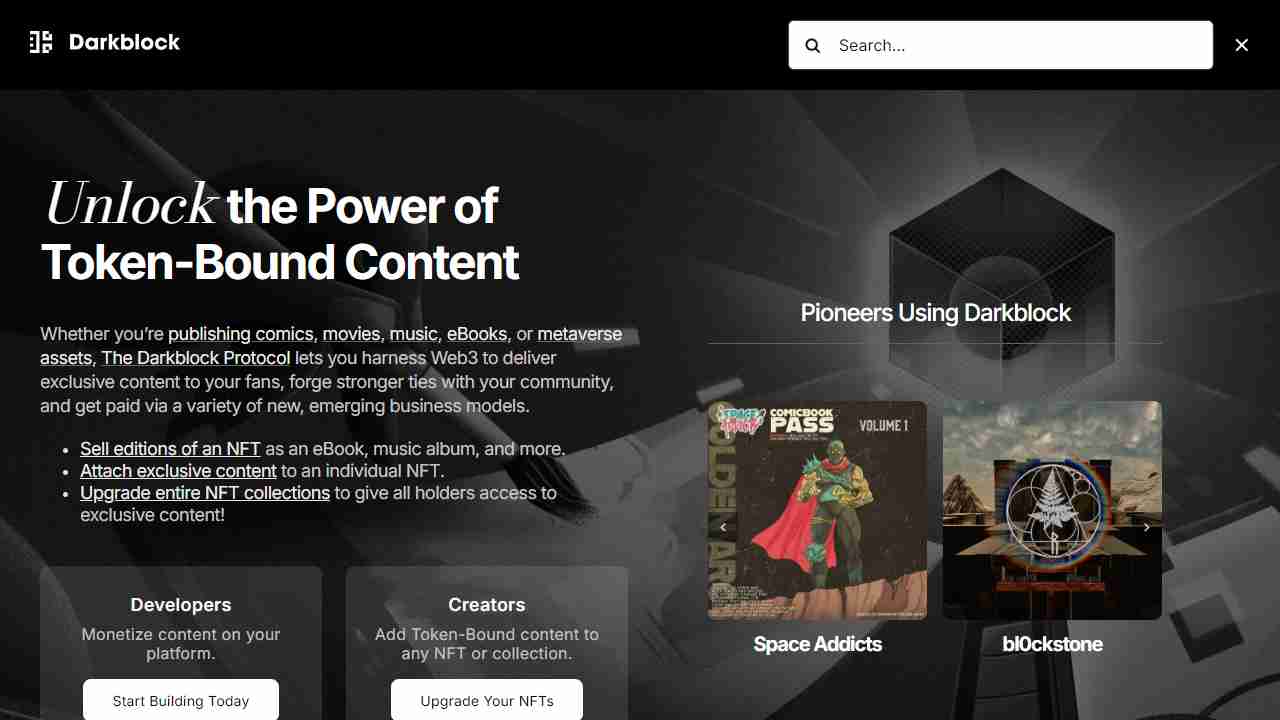 Darkblock
Search...
Unlock the Power of
Token-Bound Content
Whether you're publishing comics, movies, music, eBooks, or metaverse
assets, The Darkblock Protocol lets you harness Web3 to deliver
exclusive content to your fans, forge stronger ties with your community,
and get paid via a variety of new, emerging business models.
• Sell editions of an NFT as an eBook, music album, and more.
• Attach exclusive content to an individual NFT.
• Upgrade entire NFT collections to give all holders access to
exclusive content!
Developers
Monetize content on your
platform.
Start Building Today
Creators
Add Token-Bound content to
any NFT or collection.
Upgrade Your NFTs
Pioneers Using Darkblock
SPACE
COMICBOOK
PASS
VOLUME 1
Space Addicts
bl0ckstone